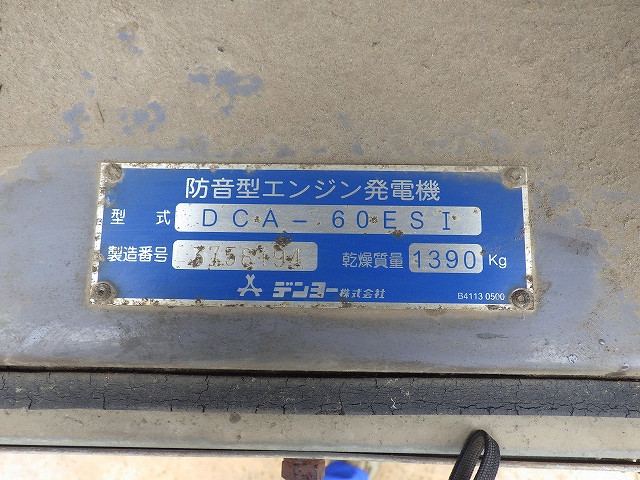 防音型エンジン発電機
型式 DCA-60ESI
製造番号
乾燥質量 1390 Kg
デンヨー株式会社
B4113 0500